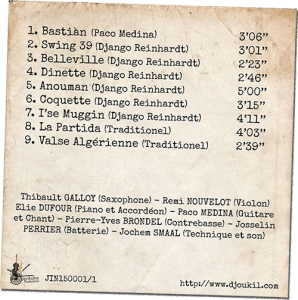 1. Bastiàn (Paco Medina) 3'06"
2. Swing 39 (Django Reinhardt) 3'01"
3. Belleville (Django Reinhardt) 2'23"
4. Dinette (Django Reinhardt) 2'46"
5. Anouman (Django Reinhardt) 5'00"
6. Coquette (Django Reinhardt) 3'15"
7. I'se Muggin (Django Reinhardt) 4'11"
8. La Partida (Traditionel) 4'03"
9. Valse Algérienne (Traditionel) 2'39"
Thibault GALLOY (Saxophone) - Remi NOUVELOT (Violon)
Elie DUFOUR (Piano et Accordéon) - Paco MEDINA (Guitare
et Chant) - Pierre-Yves BRONDEL (Contrebasse) - Josselin
PERRIER (Batterie) - Jochem SMAAL (Technique et son)
JIN150001/1
http://www.djoukil.com